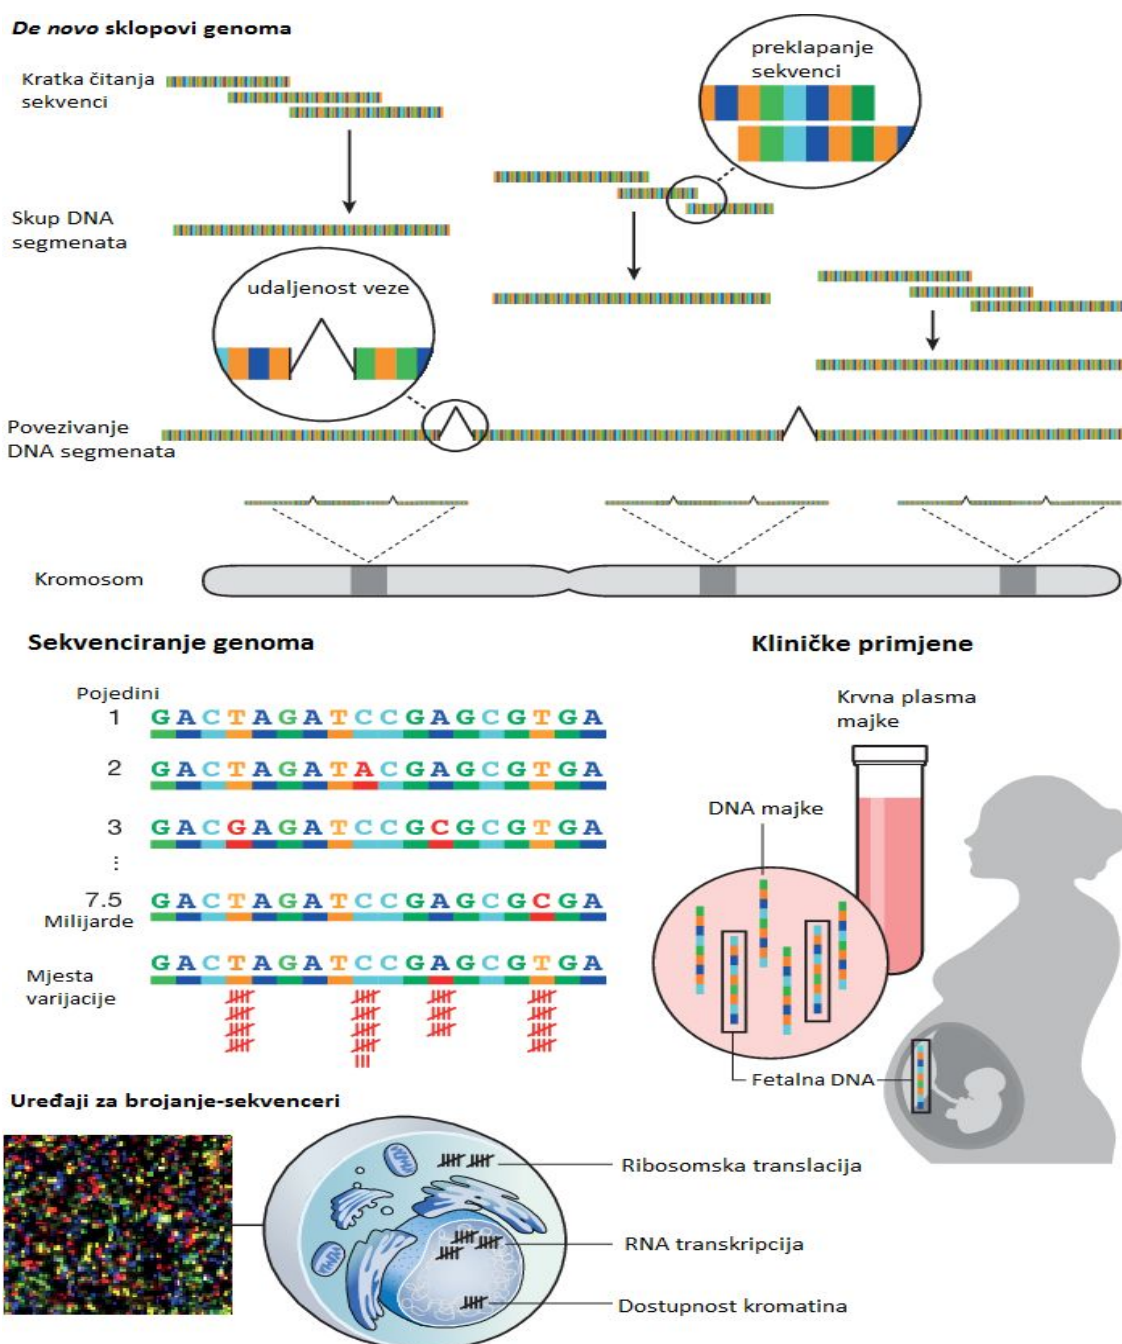 De novo sklopovi genoma
Kratka čitanja
sekvenci
preklapanje
sekvenci
Skup DNA
segmenata
udaljenost veze
Povezivanje
DNA segmenata
Kromosom
Sekvenciranje genoma
Pojedini
1 GACTAGATCCGAGCGTGA
2 GACTAGATACGAGCGTGA
3 GACGAGATCCGCGCGTGA
⋮
7.5 GACTAGATCCGAGCGCGA
Milijarde
Mjesta
varijacije
GACTAGATCCGAGCGTGA
Kliničke primjene
Krvna plasma
majke
DNA majke
Fetalna DNA
Uređaji za brojanje-sekvenceri
Ribosomska translacija
RNA transkripcija
Dostupnost kromatina